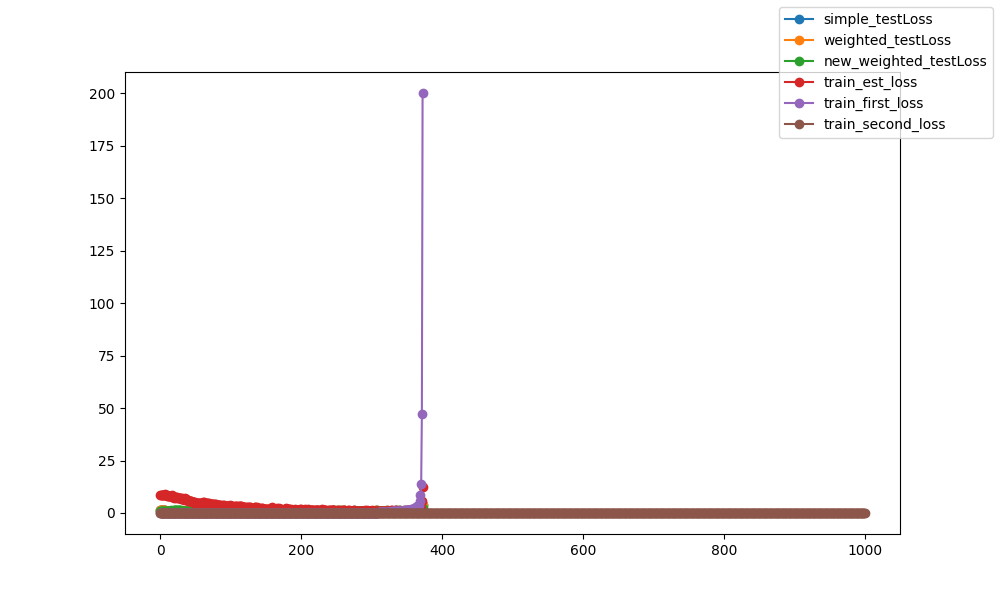 simple_testLoss
weighted_testLoss
new_weighted_testLoss
train_est_loss
train_first_loss
train_second_loss
200
175
150
125
100
75
50
25
0
0 200 400 600 800 1000